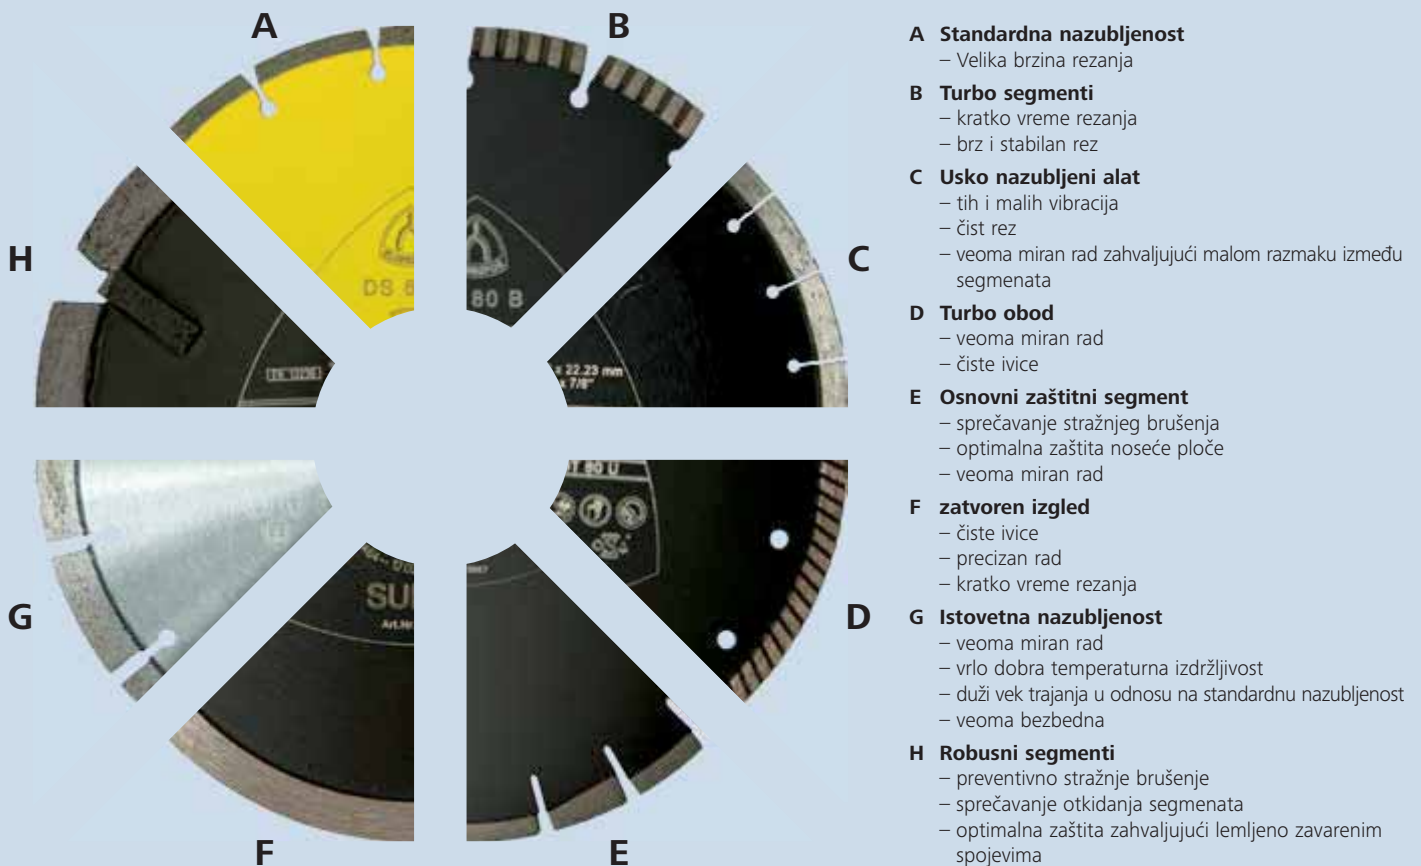 A
B
C
D
E
F
G
H
DS 6
80 B
x 22.23 mm
x 7/8"
T 80 U
SU
Art.Nr
A Standardna nazubljenost
– Velika brzina rezanja
B Turbo segmenti
– kratko vreme rezanja
– brz i stabilan rez
C Usko nazubljeni alat
– tih i malih vibracija
– čist rez
– veoma miran rad zahvaljujući malom razmaku između
segmenata
D Turbo obod
– veoma miran rad
– čiste ivice
E Osnovni zaštitni segment
– sprečavanje stražnjeg brušenja
– optimalna zaštita noseće ploče
– veoma miran rad
F zatvoren izgled
– čiste ivice
– precizan rad
– kratko vreme rezanja
G Istovetna nazubljenost
– veoma miran rad
– vrlo dobra temperaturna izdržljivost
– duži vek trajanja u odnosu na standardnu nazubljenost
– veoma bezbedna
H Robusni segmenti
– preventivno stražnje brušenje
– sprečavanje otkidanja segmenata
– optimalna zaštita zahvaljujući lemljeno zavarenim
spojevima